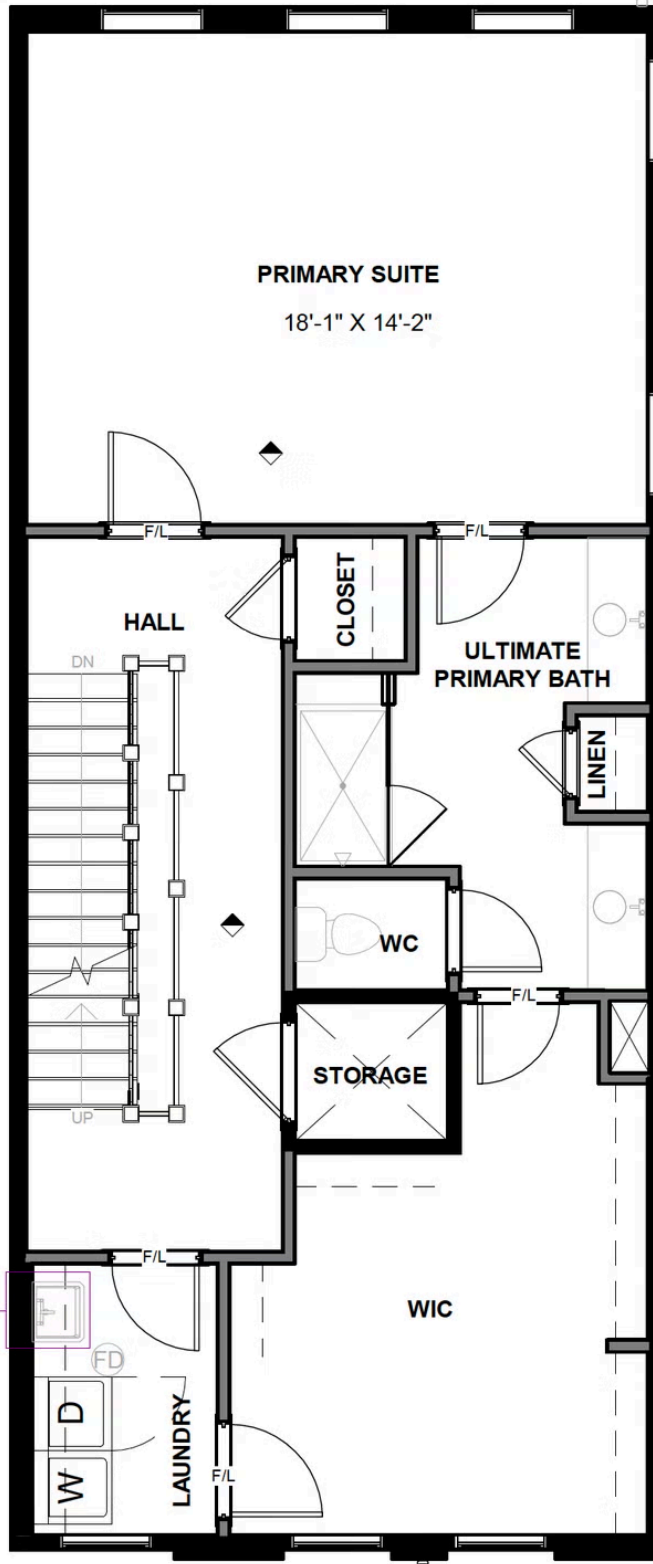 PRIMARY SUITE
18'-1" X 14'-2"
F/L
F/L
HALL
CLOSET
DN
ULTIMATE
PRIMARY BATH
LINEN
WC
F/L
STORAGE
UP
F/L
WIC
FD
D
LAUNDRY
W
F/L